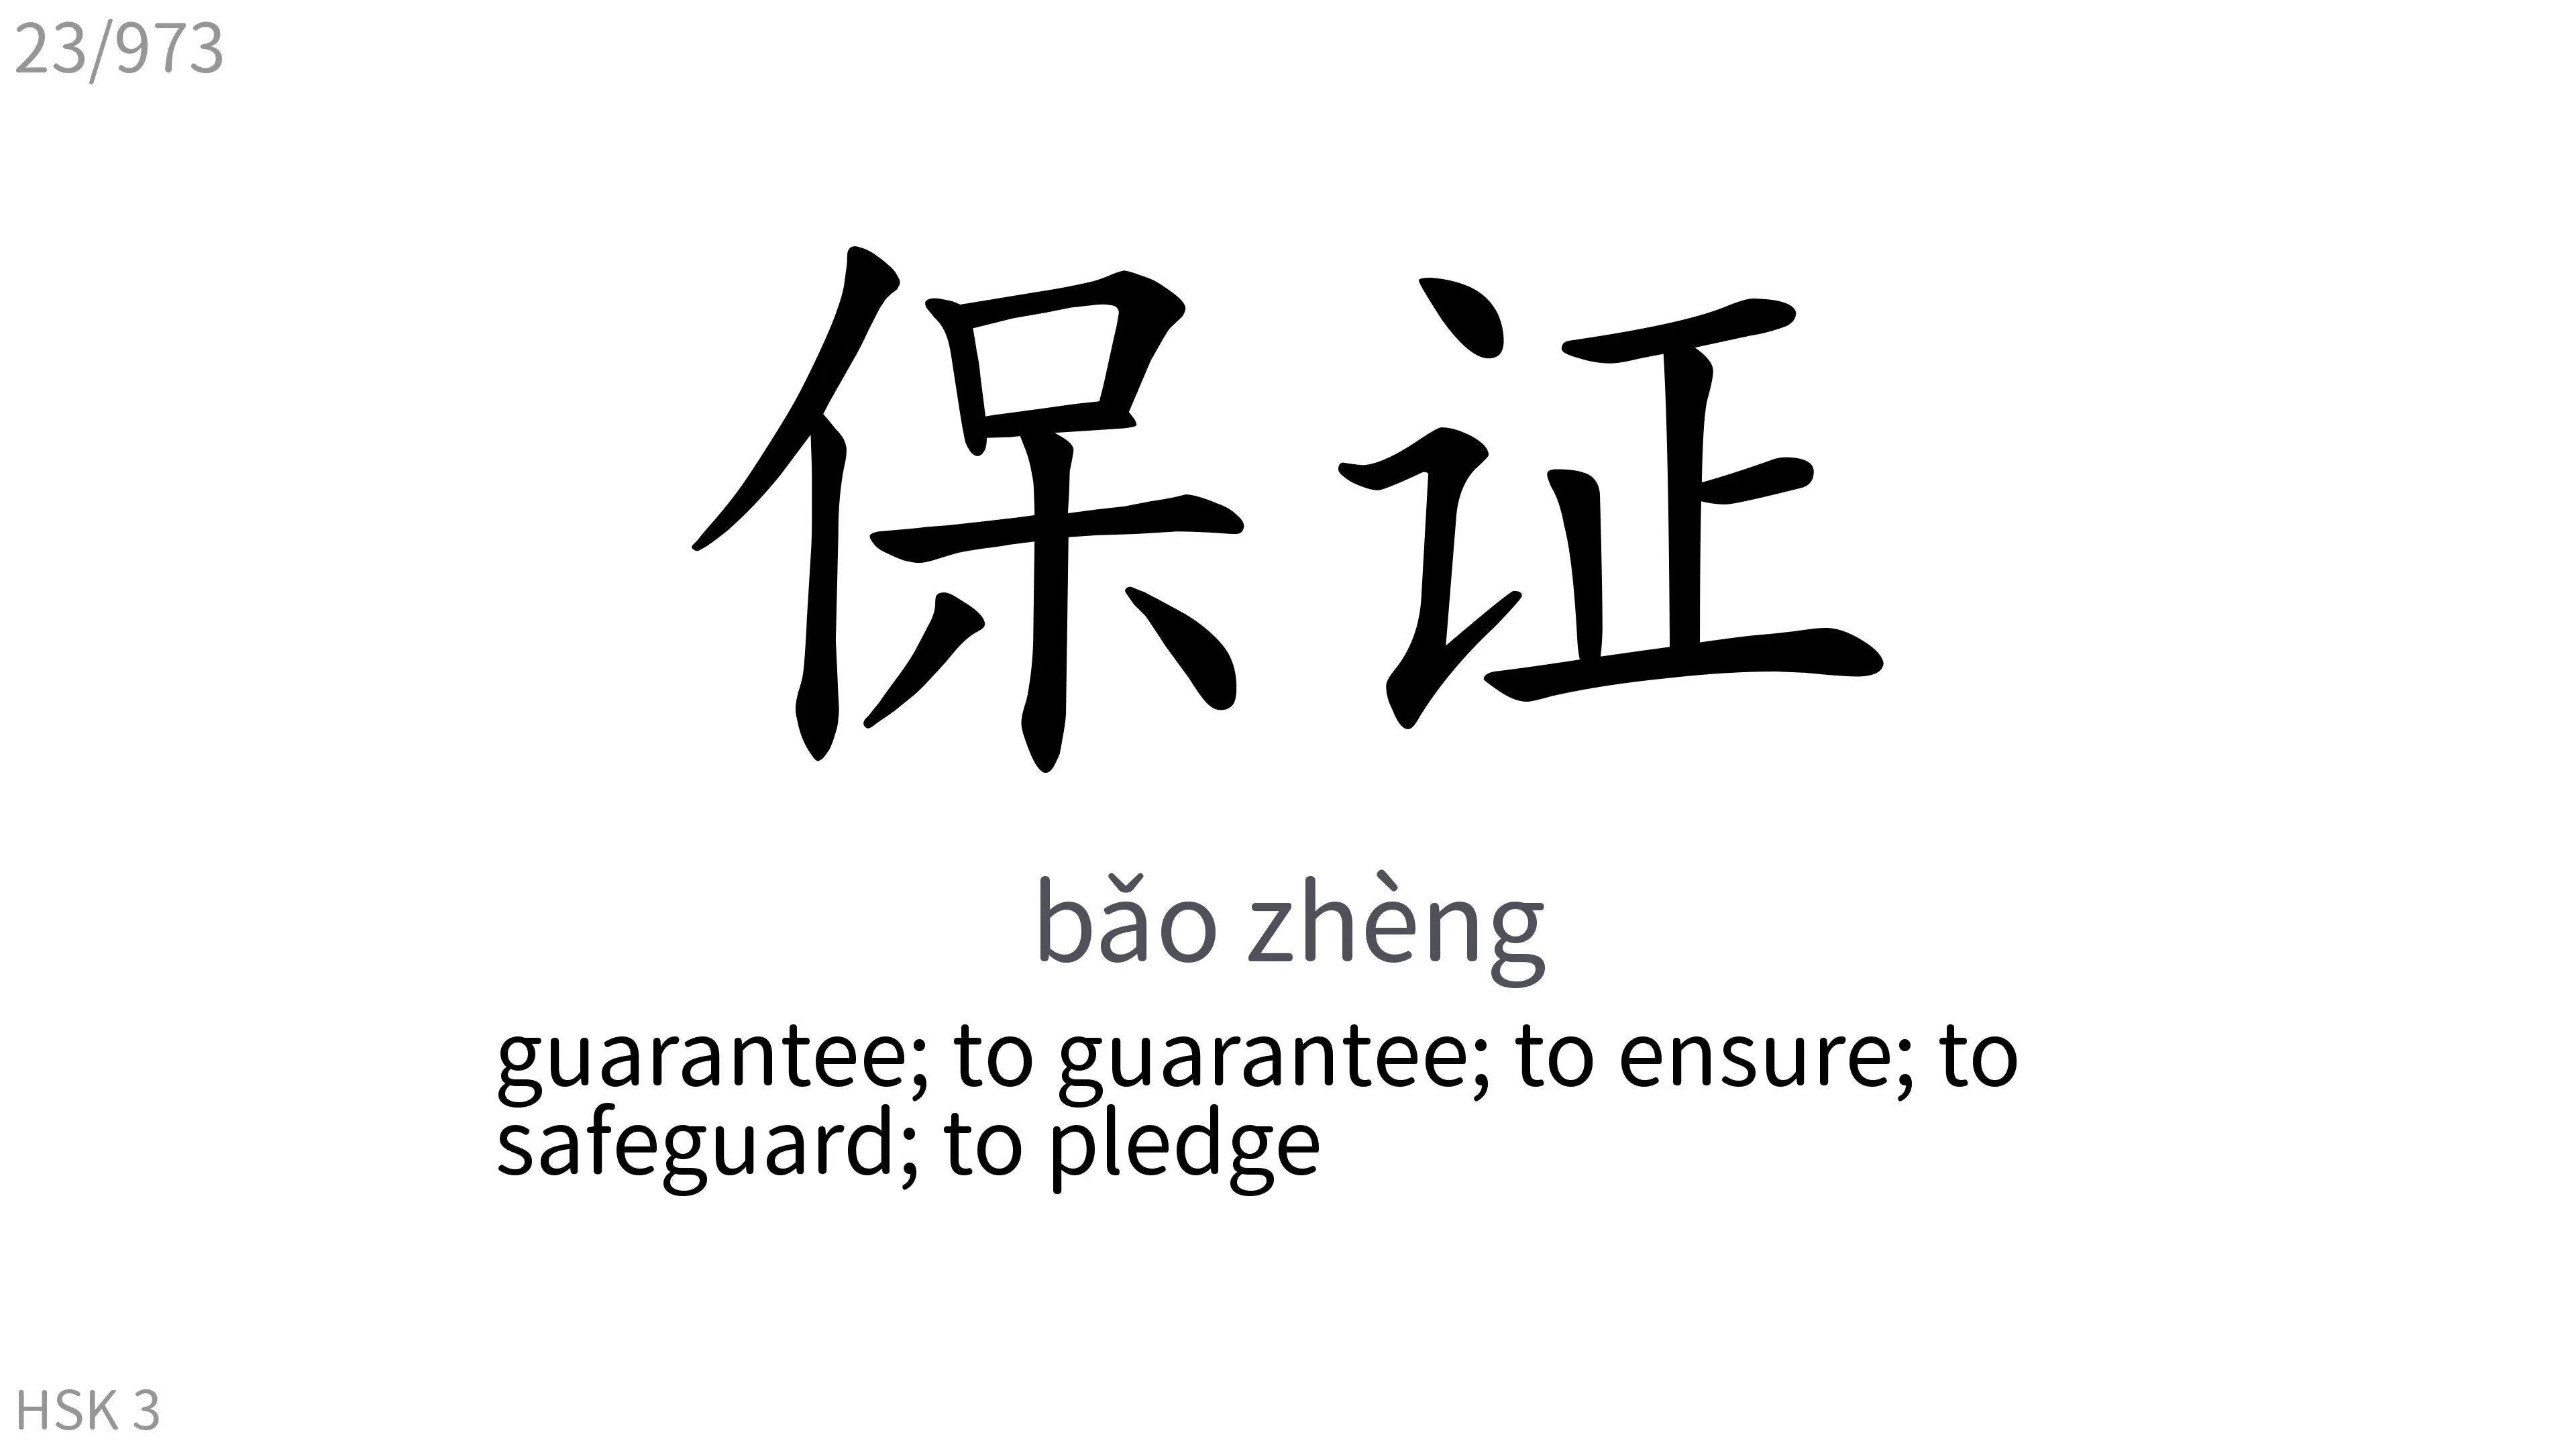 23/973
保证
bǎo zhèng
guarantee; to guarantee; to ensure; to
safeguard; to pledge
HSK 3